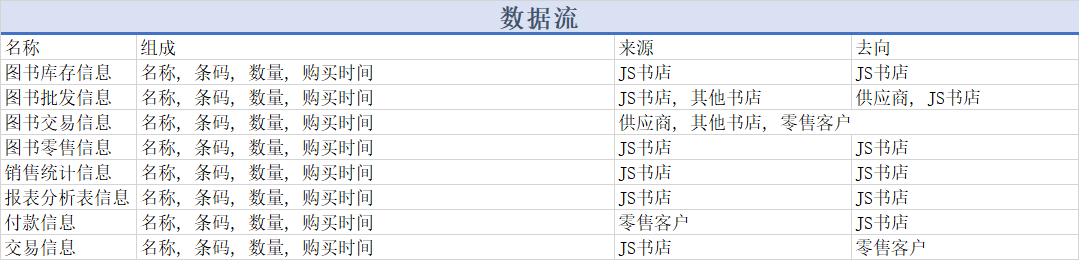 数据流
名称 组成 来源 去向
图书库存信息 名称, 条码, 数量, 购买时间 JS书店 JS书店
图书批发信息 名称, 条码, 数量, 购买时间 JS书店, 其他书店 供应商, JS书店
图书交易信息 名称, 条码, 数量, 购买时间 供应商, 其他书店, 零售客户
图书零售信息 名称, 条码, 数量, 购买时间 JS书店 JS书店
销售统计信息 名称, 条码, 数量, 购买时间 JS书店 JS书店
报表分析表信息 名称, 条码, 数量, 购买时间 JS书店 JS书店
付款信息 名称, 条码, 数量, 购买时间 零售客户 JS书店
交易信息 名称, 条码, 数量, 购买时间 JS书店 零售客户